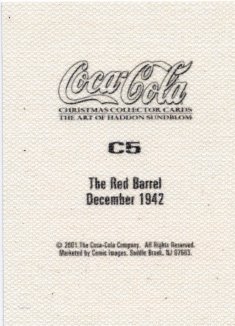 Coca-Cola
CHRISTMAS COLLECTOR CARDS
THE ART OF HADDON SUNDBLOM
C5
The Red Barrel
December 1942
© 2001 The Coca-Cola Company. All Rights Reserved.
Marketed by Comic Images. Saddle Brook, NJ 07663.